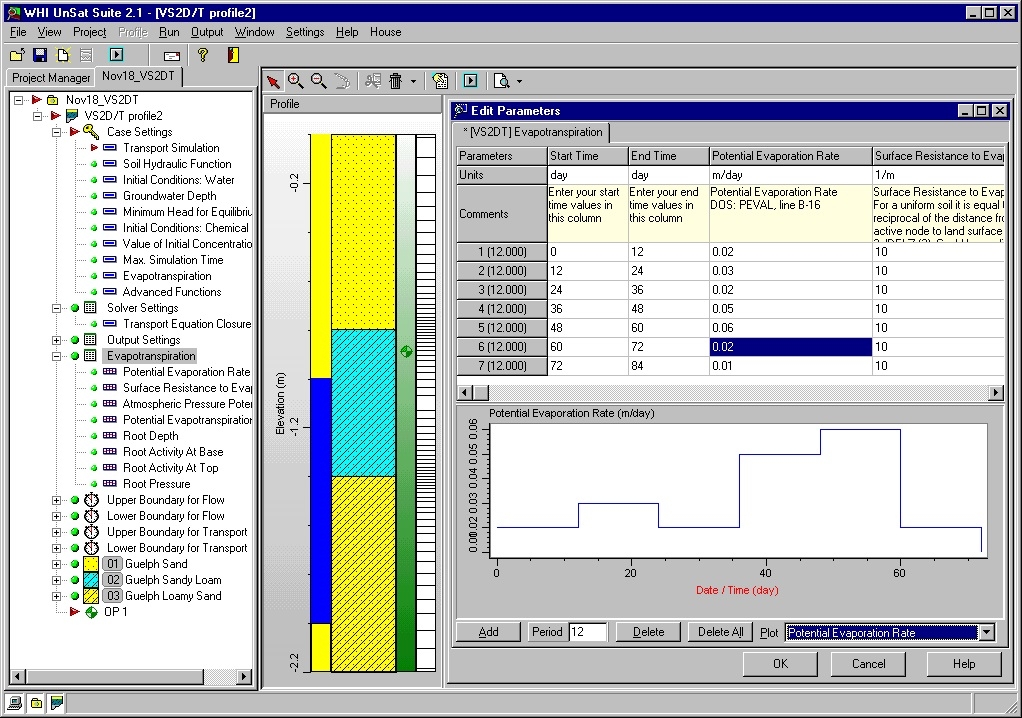 WHI UnSat Suite 2.1 - [VS2D/T profile2]
File View Project Profile Run Output Window Settings Help House
Project Manager Nov18_VS2DT
Nov18_VS2DT
VS2D/T profile2
Case Settings
Transport Simulation
Soil Hydraulic Function
Initial Conditions: Water
Groundwater Depth
Minimum Head for Equilibriu
Initial Conditions: Chemical
Value of Initial Concentratio
Max. Simulation Time
Evapotranspiration
Advanced Functions
Solver Settings
Transport Equation Closure
Output Settings
Evapotranspiration
Potential Evaporation Rate
Surface Resistance to Evap
Atmospheric Pressure Poter
Potential Evapotranspiration
Root Depth
Root Activity At Base
Root Activity At Top
Root Pressure
Upper Boundary for Flow
Lower Boundary for Flow
Upper Boundary for Transport
Lower Boundary for Transport
01 Guelph Sand
02 Guelph Sandy Loam
03 Guelph Loamy Sand
OP 1
Profile
-0.2
Elevation (m)
-1.2
-2.2
Edit Parameters
* [VS2DT] Evapotranspiration
Parameters Start Time End Time Potential Evaporation Rate Surface Resistance to Evap
Units day day m/day 1/m
Comments
Enter your start
time values in
this column
Enter your end
time values in
this column
Potential Evaporation Rate
DOS: PEVAL, line B-16
Surface Resistance to Evap
For a uniform soil it is equal
reciprocal of the distance fro
active node to land surface
1 (12.000) 0 12 0.02 10
2 (12.000) 12 24 0.03 10
3 (12.000) 24 36 0.02 10
4 (12.000) 36 48 0.05 10
5 (12.000) 48 60 0.06 10
6 (12.000) 60 72 0.02 10
7 (12.000) 72 84 0.01 10
Potential Evaporation Rate (m/day)
0.06
0.05
0.04
0.03
0.02
0 20 40 60
Date / Time (day)
Add Period 12 Delete Delete All Plot Potential Evaporation Rate
OK Cancel Help